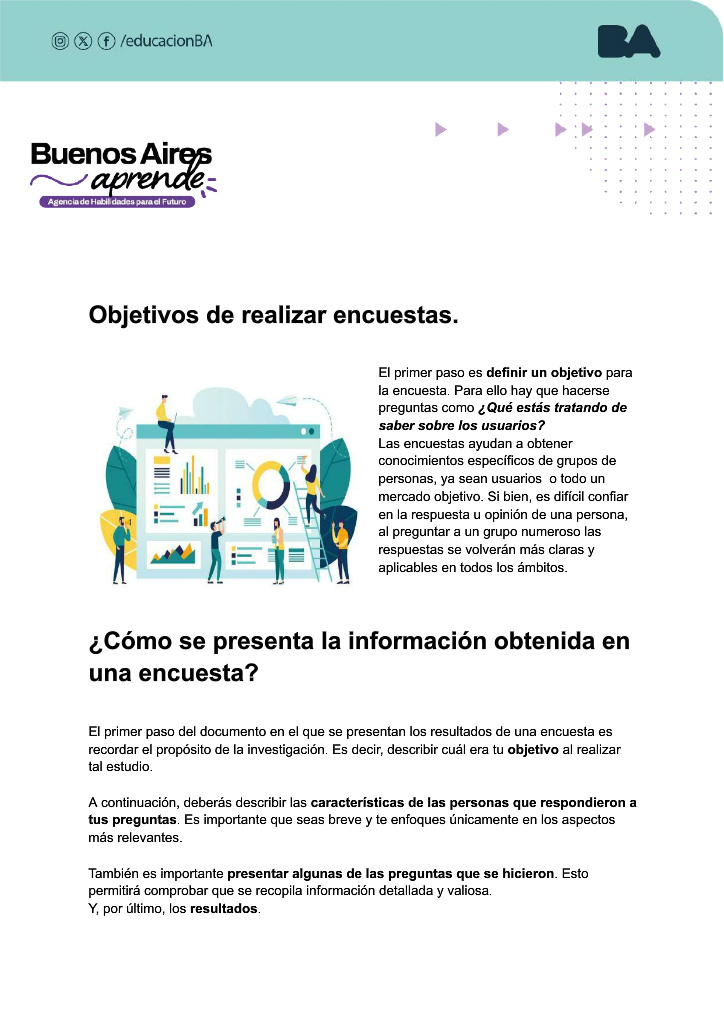 /educacionBA
BA
Buenos Aires
aprende
Agencia de Habilidades para el Futuro
Objetivos de realizar encuestas.
El primer paso es definir un objetivo para
la encuesta. Para ello hay que hacerse
preguntas como ¿Qué estás tratando de
saber sobre los usuarios?
Las encuestas ayudan a obtener
conocimientos específicos de grupos de
personas, ya sean usuarios o todo un
mercado objetivo. Si bien, es difícil confiar
en la respuesta u opinión de una persona,
al preguntar a un grupo numeroso las
respuestas se volverán más claras y
aplicables en todos los ámbitos.
¿Cómo se presenta la información obtenida en
una encuesta?
El primer paso del documento en el que se presentan los resultados de una encuesta es
recordar el propósito de la investigación. Es decir, describir cuál era tu objetivo al realizar
tal estudio.
A continuación, deberás describir las características de las personas que respondieron a
tus preguntas. Es importante que seas breve y te enfoques únicamente en los aspectos
más relevantes.
También es importante presentar algunas de las preguntas que se hicieron. Esto
permitirá comprobar que se recopila información detallada y valiosa.
Y, por último, los resultados.